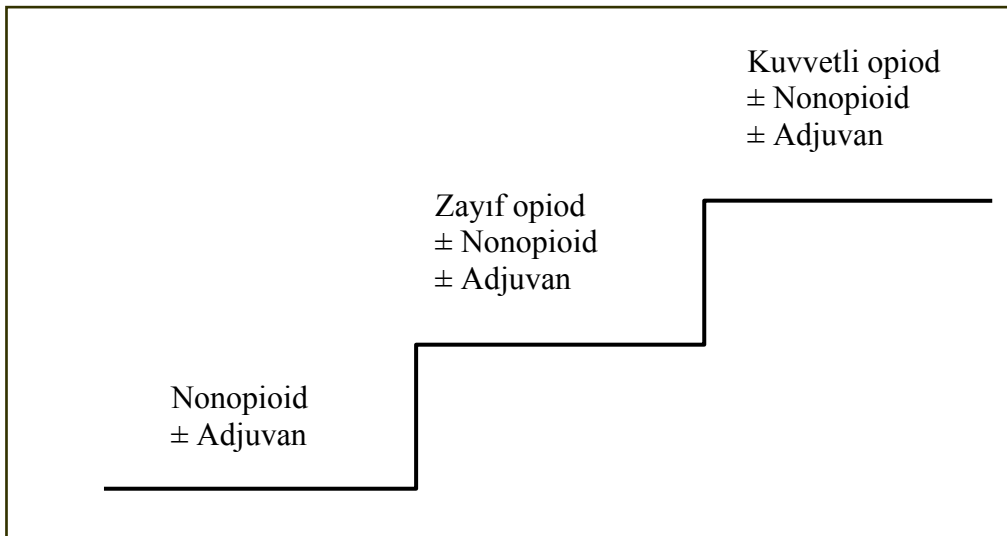 Kuvvetli opiod
± Nonopioid
± Adjuvan
Zayıf opiod
± Nonopioid
± Adjuvan
Nonopioid
± Adjuvan